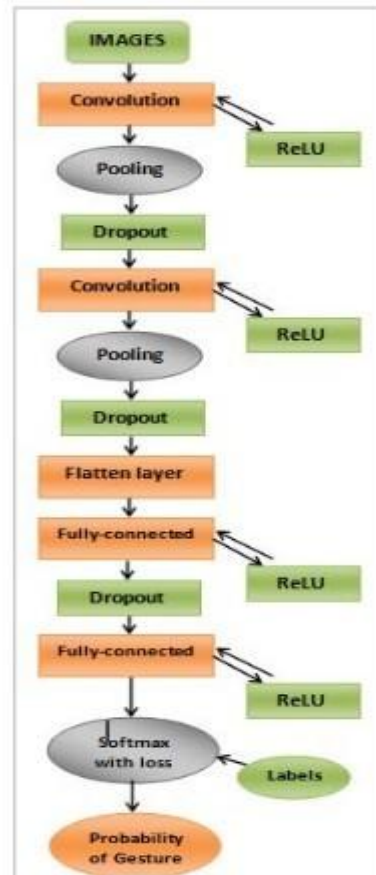 IMAGES
Convolution
ReLU
Pooling
Dropout
Convolution
ReLU
Pooling
Dropout
Flatten layer
Fully-connected
ReLU
Dropout
Fully-connected
ReLU
Softmax
with loss
Labels
Probability
of Gesture